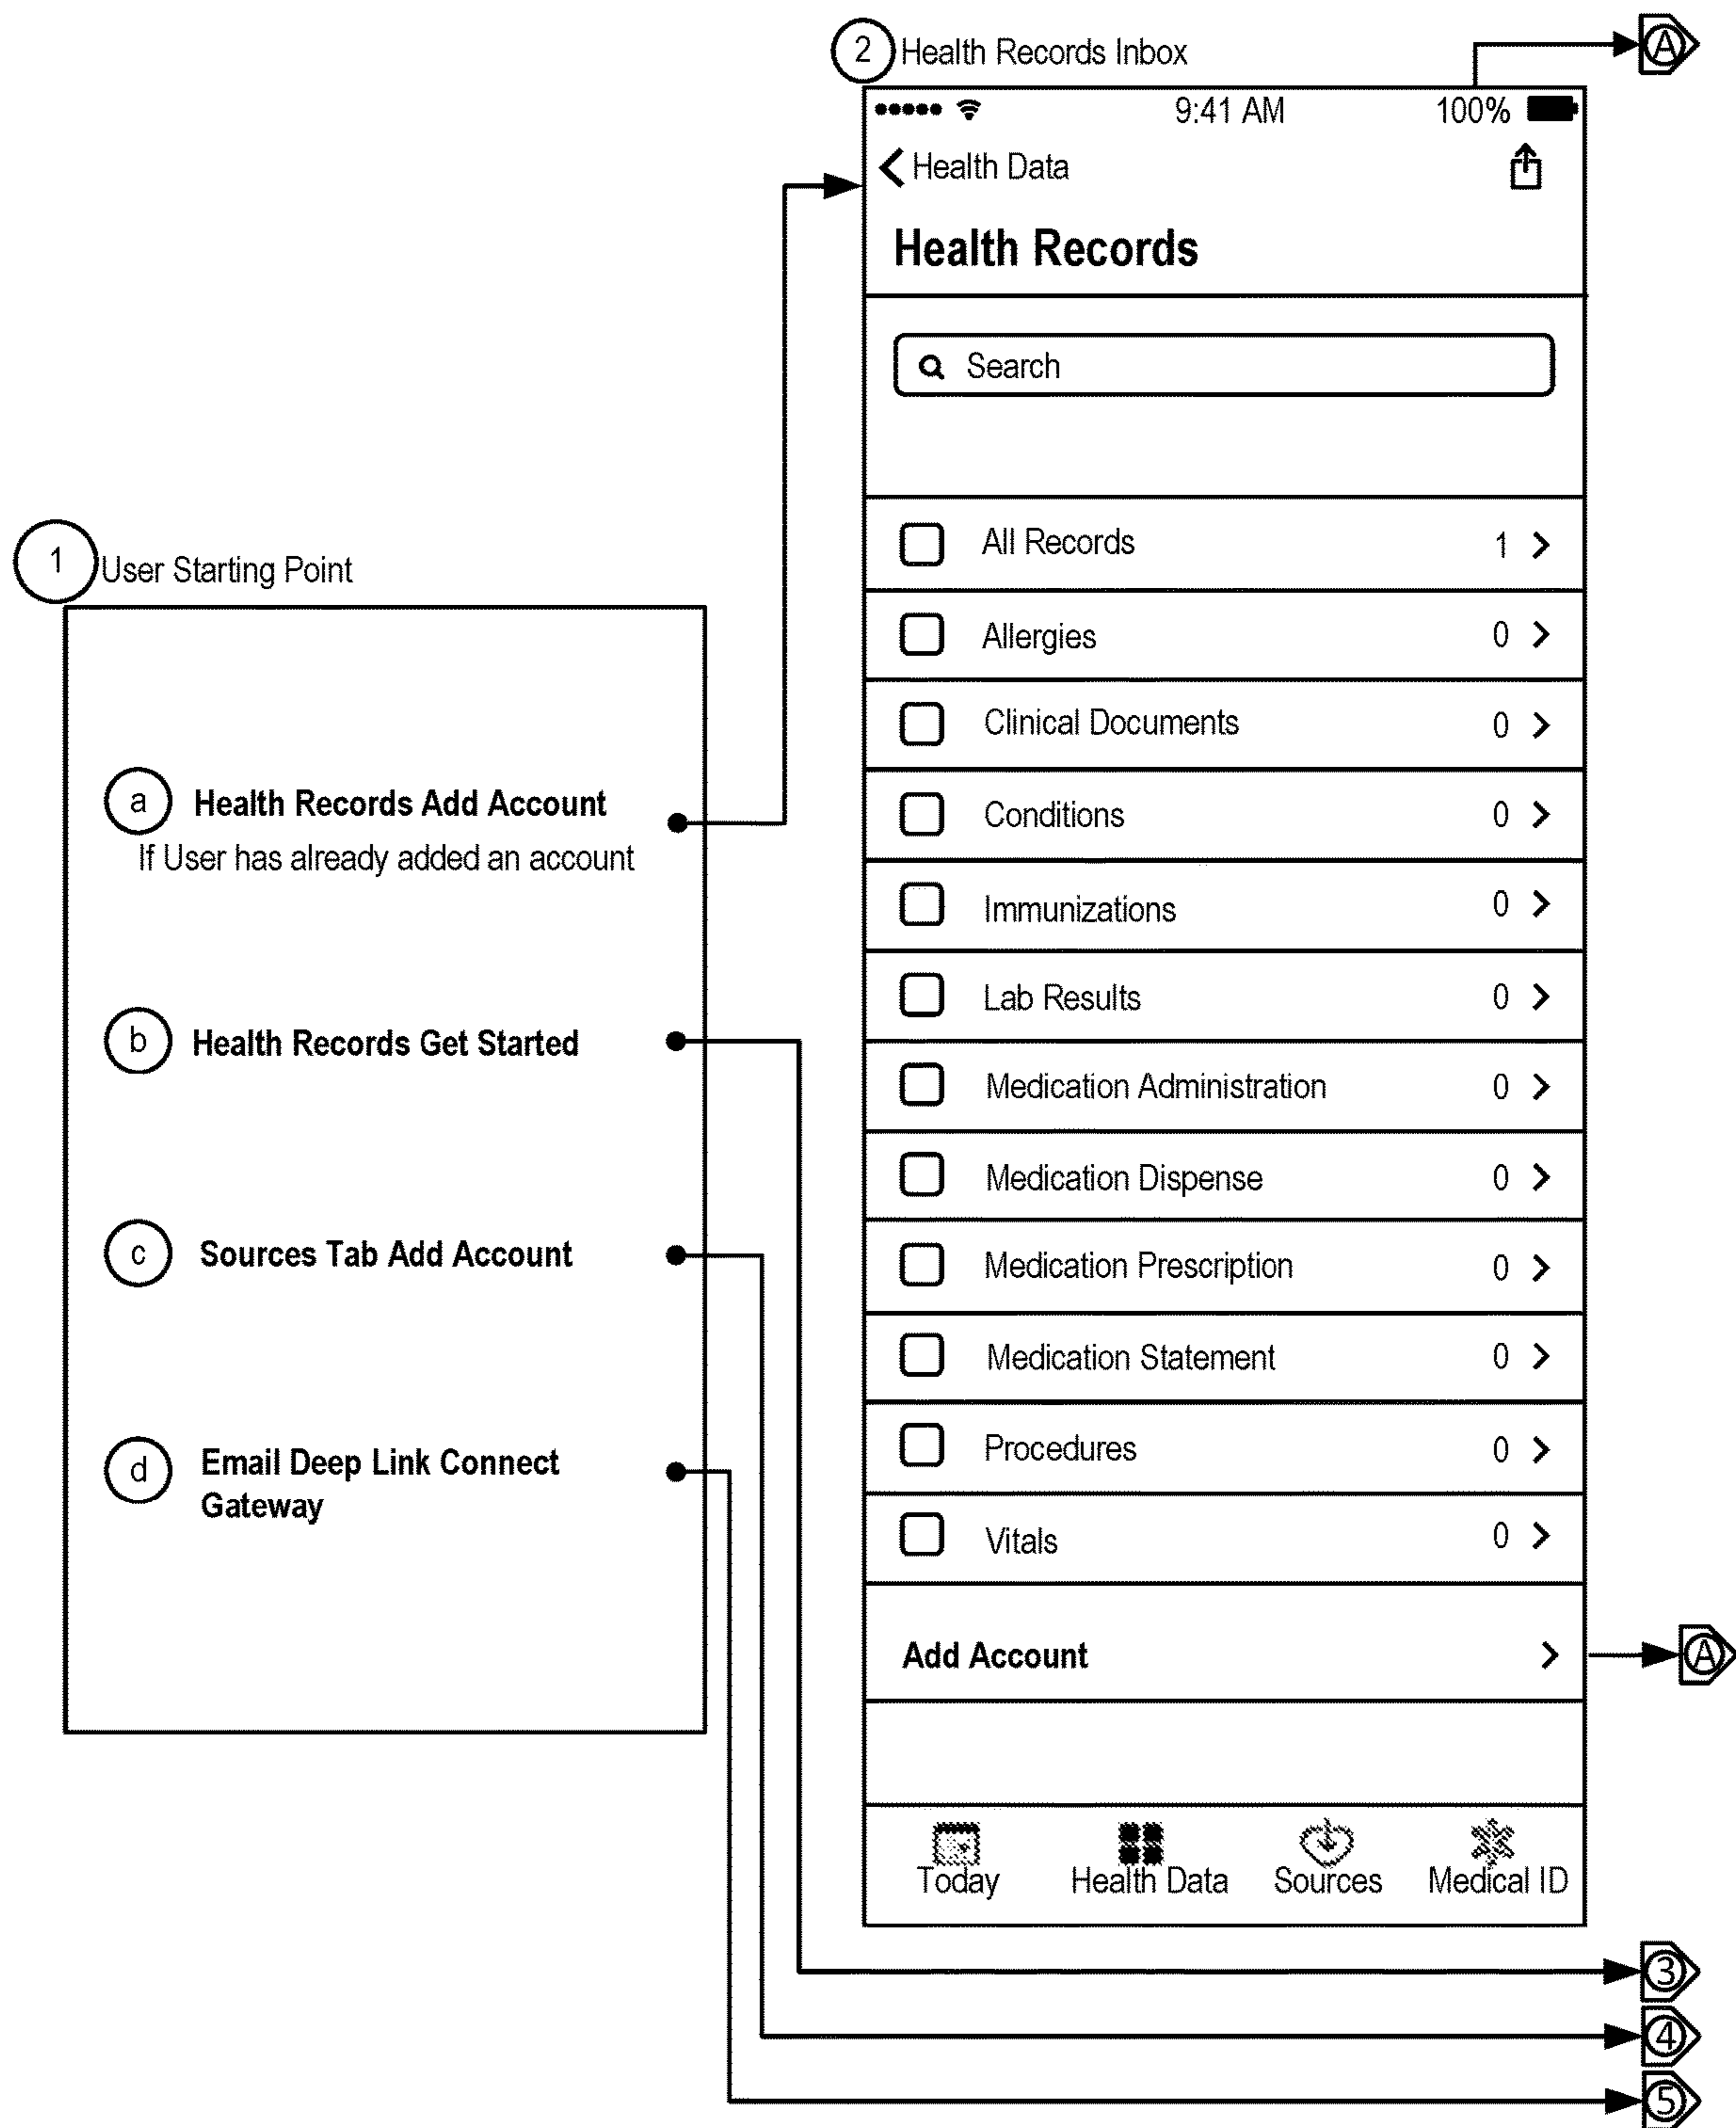 2 Health Records Inbox
A
9:41 AM 100%
Health Data
Health Records
Search
All Records 1
Allergies 0
Clinical Documents 0
Conditions 0
Immunizations 0
Lab Results 0
Medication Administration 0
Medication Dispense 0
Medication Prescription 0
Medication Statement 0
Procedures 0
Vitals 0
Add Account
A
Today Health Data Sources Medical ID
1 User Starting Point
a Health Records Add Account
If User has already added an account
b Health Records Get Started
c Sources Tab Add Account
d Email Deep Link Connect
Gateway
3
4
5